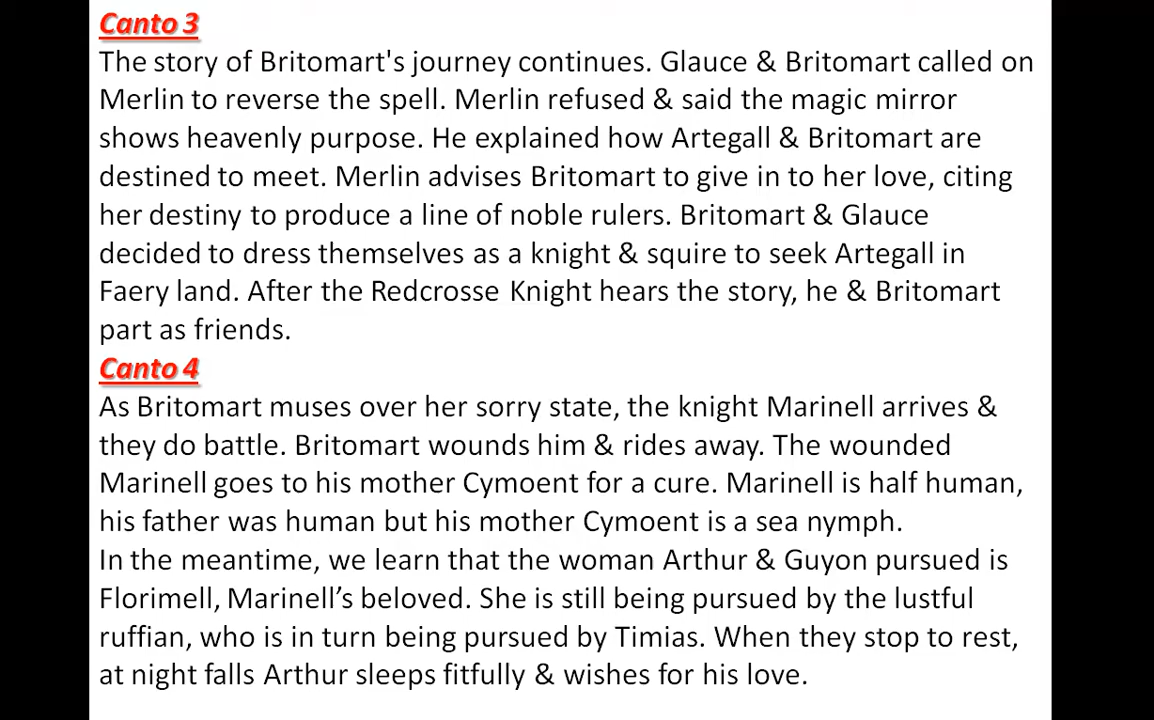 Canto 3
The story of Britomart's journey continues. Glauce & Britomart called on
Merlin to reverse the spell. Merlin refused & said the magic mirror
shows heavenly purpose. He explained how Artegall & Britomart are
destined to meet. Merlin advises Britomart to give in to her love, citing
her destiny to produce a line of noble rulers. Britomart & Glauce
decided to dress themselves as a knight & squire to seek Artegall in
Faery land. After the Redcrosse Knight hears the story, he & Britomart
part as friends.
Canto 4
As Britomart muses over her sorry state, the knight Marinell arrives &
they do battle. Britomart wounds him & rides away. The wounded
Marinell goes to his mother Cymoent for a cure. Marinell is half human,
his father was human but his mother Cymoent is a sea nymph.
In the meantime, we learn that the woman Arthur & Guyon pursued is
Florimell, Marinell’s beloved. She is still being pursued by the lustful
ruffian, who is in turn being pursued by Timias. When they stop to rest,
at night falls Arthur sleeps fitfully & wishes for his love.